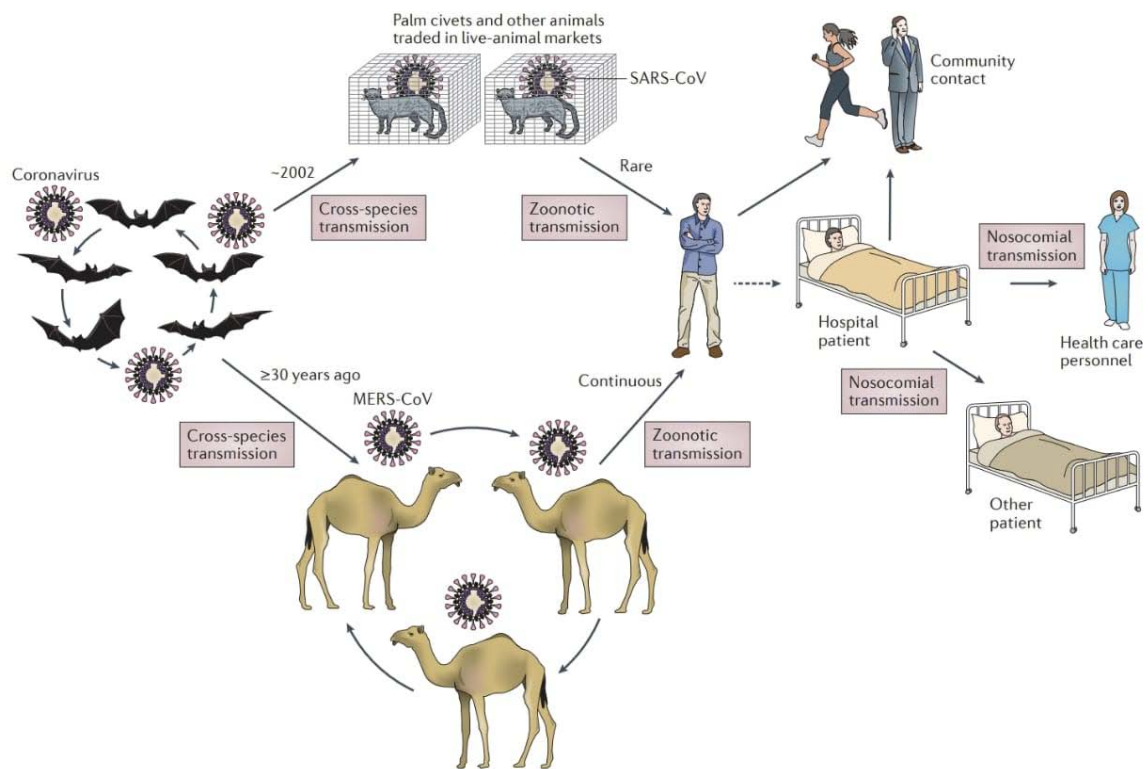 Palm civets and other animals
traded in live-animal markets
SARS-CoV
Community
contact
Coronavirus
~2002
Rare
Cross-species
transmission
Zoonotic
transmission
Nosocomial
transmission
Hospital
patient
Health care
personnel
≥30 years ago
MERS-CoV
Continuous
Nosocomial
transmission
Cross-species
transmission
Zoonotic
transmission
Other
patient